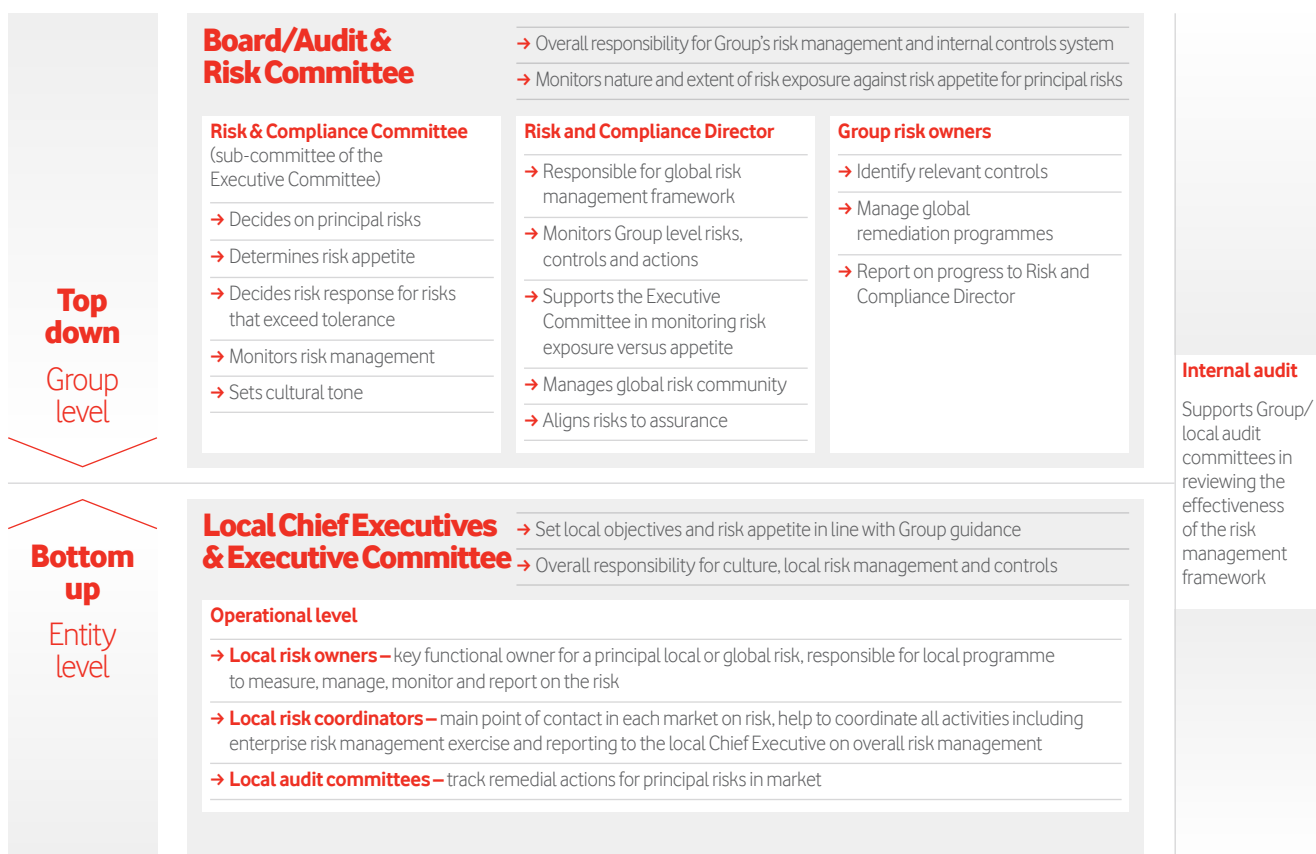 Top
down
Group
level
Board/Audit &
Risk Committee
→ Overall responsibility for Group's risk management and internal controls system
→ Monitors nature and extent of risk exposure against risk appetite for principal risks
Risk & Compliance Committee
(sub-committee of the
Executive Committee)
→ Decides on principal risks
→ Determines risk appetite
→ Decides risk response for risks
that exceed tolerance
→ Monitors risk management
→ Sets cultural tone
Risk and Compliance Director
→ Responsible for global risk
management framework
→ Monitors Group level risks,
controls and actions
→ Supports the Executive
Committee in monitoring risk
exposure versus appetite
→ Manages global risk community
→ Aligns risks to assurance
Group risk owners
→ Identify relevant controls
→ Manage global
remediation programmes
→ Report on progress to Risk and
Compliance Director
Bottom
up
Entity
level
Local Chief Executives
& Executive Committee
→ Set local objectives and risk appetite in line with Group guidance
→ Overall responsibility for culture, local risk management and controls
Operational level
→ Local risk owners – key functional owner for a principal local or global risk, responsible for local programme
to measure, manage, monitor and report on the risk
→ Local risk coordinators – main point of contact in each market on risk, help to coordinate all activities including
enterprise risk management exercise and reporting to the local Chief Executive on overall risk management
→ Local audit committees – track remedial actions for principal risks in market
Internal audit
Supports Group/
local audit
committees in
reviewing the
effectiveness
of the risk
management
framework